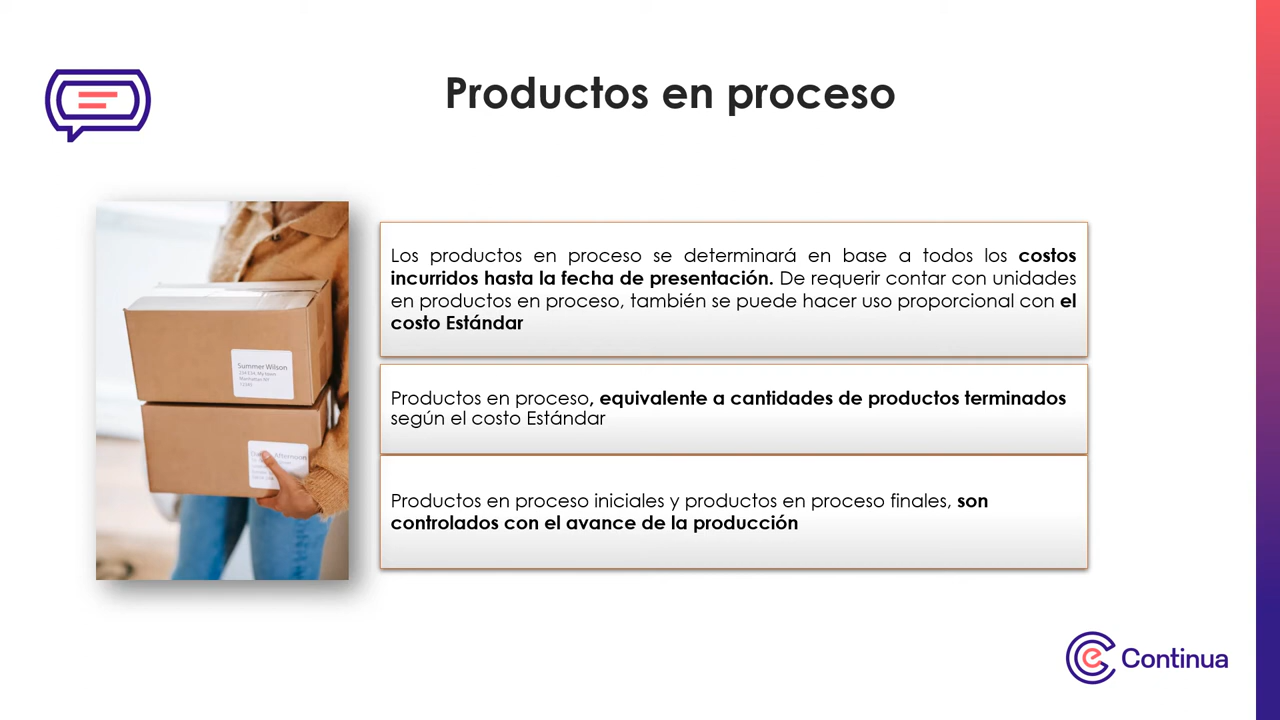 Productos en proceso
Los productos en proceso se determinará en base a todos los costos
incurridos hasta la fecha de presentación. De requerir contar con unidades
en productos en proceso, también se puede hacer uso proporcional con el
costo Estándar
Productos en proceso, equivalente a cantidades de productos terminados
según el costo Estándar
Productos en proceso iniciales y productos en proceso finales, son
controlados con el avance de la producción
Summer Wilson
Continua